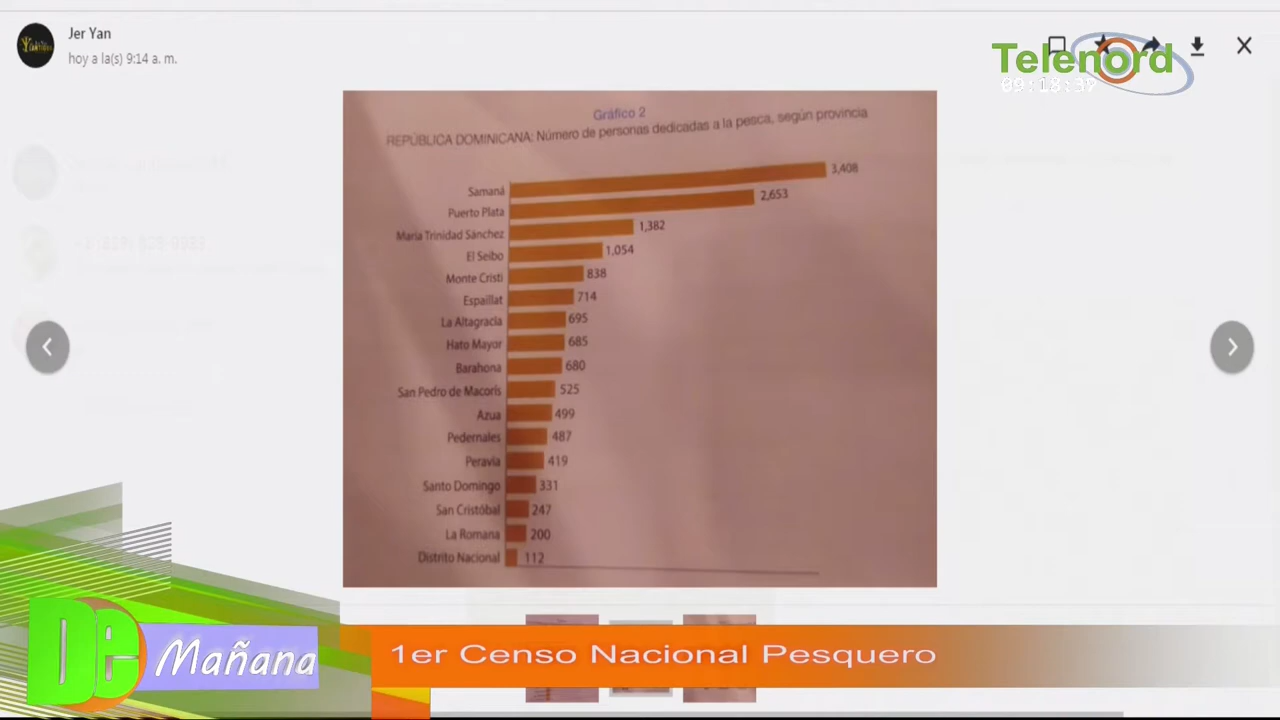 Jer Yan
hoy a la(s) 9:14 a. m.
Telenord
09:18:37
Gráfico 2
REPÚBLICA DOMINICANA: Número de personas dedicadas a la pesca, según provincia
Samaná 3,408
Puerto Plata 2,653
María Trinidad Sánchez 1,382
El Seibo 1,054
Monte Cristi 838
Espaillat 714
La Altagracia 695
Hato Mayor 685
Barahona 680
San Pedro de Macorís 525
Azua 499
Pedernales 487
Peravia 419
Santo Domingo 331
San Cristóbal 247
La Romana 200
Distrito Nacional 112
De Mañana
1er Censo Nacional Pesquero